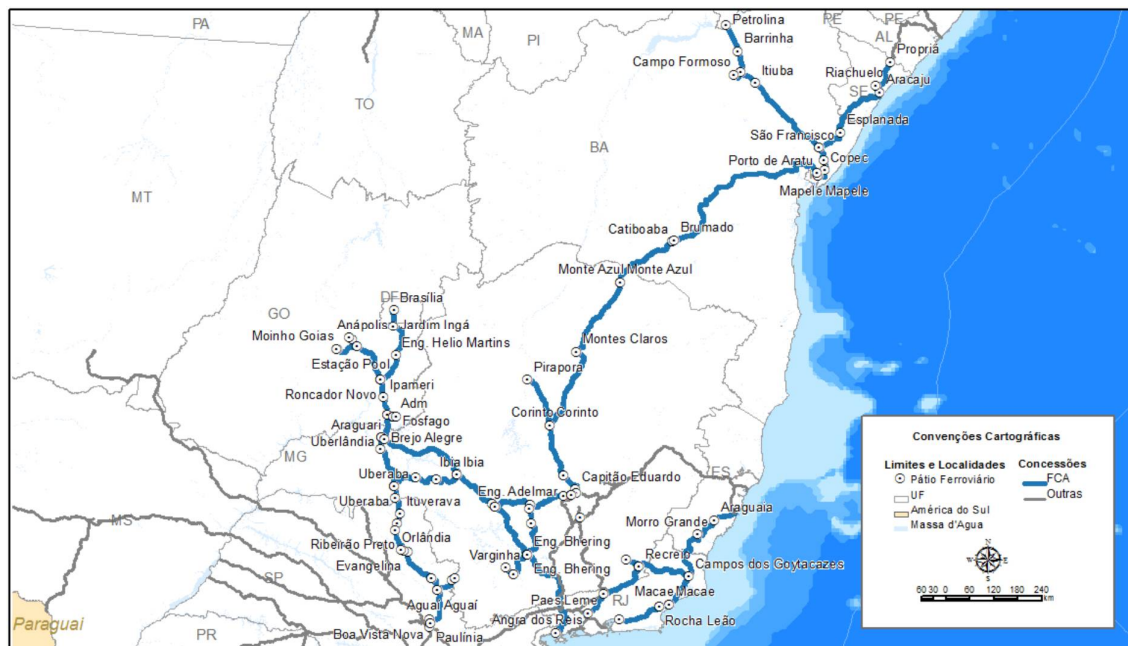 PA
MA
PI
PE
PE
AL
Petrolina
Barrinha
Campo Formoso
Itiuba
Propriá
Riachuelo
Aracaju
SE
TO
BA
Esplanada
São Francisco
Porto de Aratu
Copec
Mapele Mapele
MT
Catiboaba
Brumado
Monte Azul Monte Azul
DF
Brasília
GO
Anápolis
Jardim Ingá
Moinho Goias
Eng. Helio Martins
Estação Pool
Montes Claros
Pirapora
Ipameri
Roncador Novo
Adm
Fosfago
Araguari
Brejo Alegre
Uberlândia
Corinto Corinto
MG
Ibia Ibia
Uberaba
Capitão Eduardo
ES
Uberaba
Ituverava
Eng. Adelmar
Araguaia
MS
Morro Grande
Orlândia
Ribeirão Preto
Eng. Bhering
Evangelina
Varginha
Recreio
Eng. Bhering
Campos dos Goytacazes
SP
Paes Leme
RJ
Macae Macae
Aguaí Aguaí
Angra dos Reis
Rocha Leão
Paraguai
PR
Boa Vista Nova
Paulínia
Convenções Cartográficas
Limites e Localidades
Concessões
Pátio Ferroviário
FCA
UF
Outras
América do Sul
Massa d'Agua
N
W
E
S
60 30 0 60 120 180 240
km